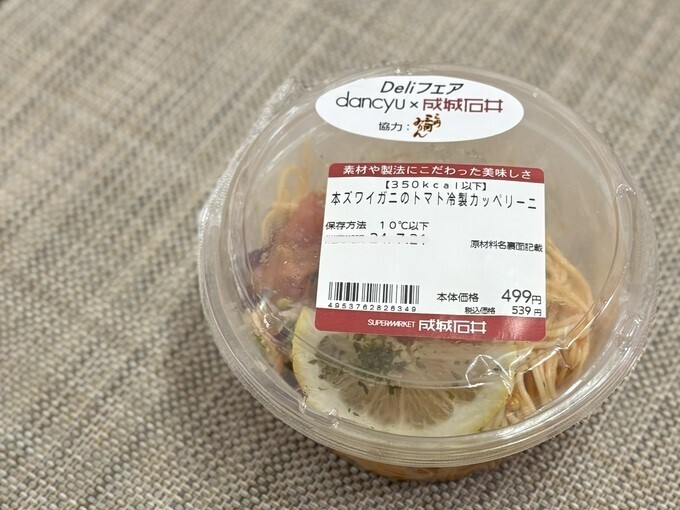 Deliフェア
dancyu×成城石井
協力：
素材や製法にこだわった美味しさ
【350kcal以下】
本ズワイガニのトマト冷製カッペリーニ
保存方法 10℃以下
24.7.21
原材料名裏面記載
4953762826349
本体価格 499円
税込価格 539円
SUPERMARKET 成城石井